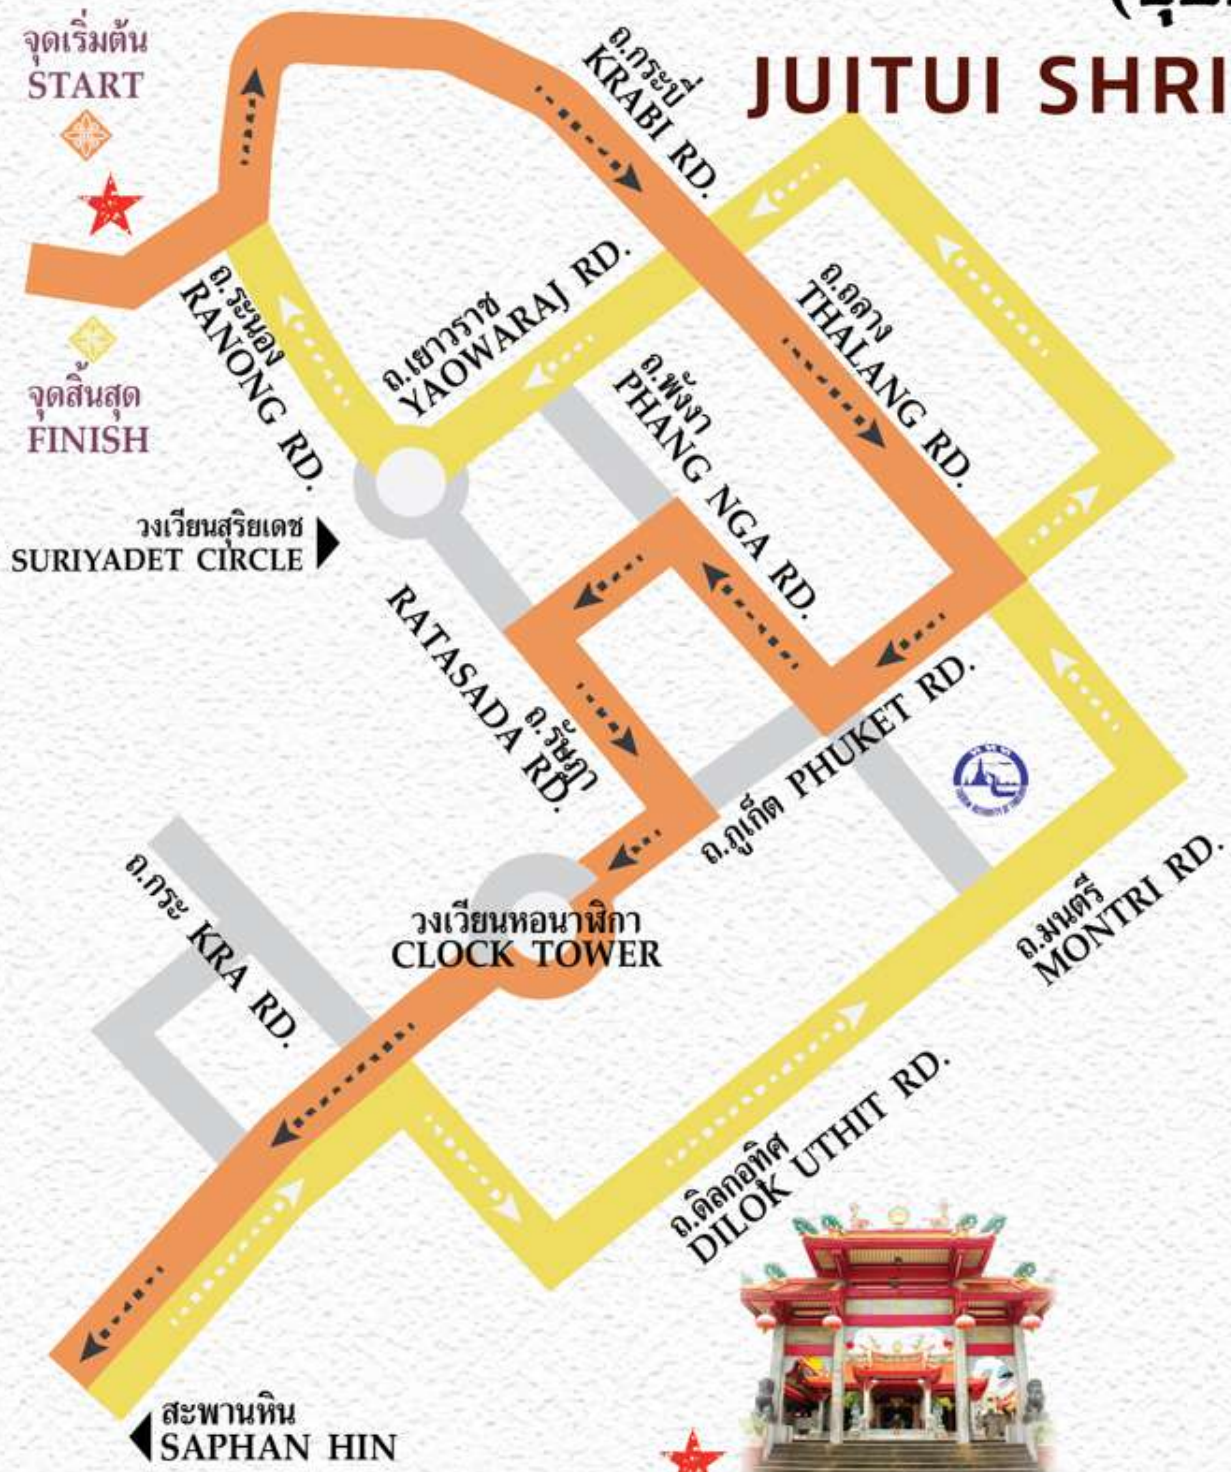 JUITUI SHRI
จุดเริ่มต้น
START
ถ.กระบี่
KRABI RD.
ถ.ระนอง
RANONG RD.
ถ.เยาวราช
YAOWARAJ RD.
ถ.ถลาง
THALANG RD.
ถ.พังงา
PHANG NGA RD.
จุดสิ้นสุด
FINISH
วงเวียนสุริยเดช
SURIYADET CIRCLE
ถ.รัษฎา
RATASADA RD.
ถ.ภูเก็ต PHUKET RD.
ถ.กระ KRA RD.
วงเวียนหอนาฬิกา
CLOCK TOWER
ถ.มนตรี
MONTRI RD.
ถ.ดิลกอุทิศ
DILOK UTHIT RD.
สะพานหิน
SAPHAN HIN